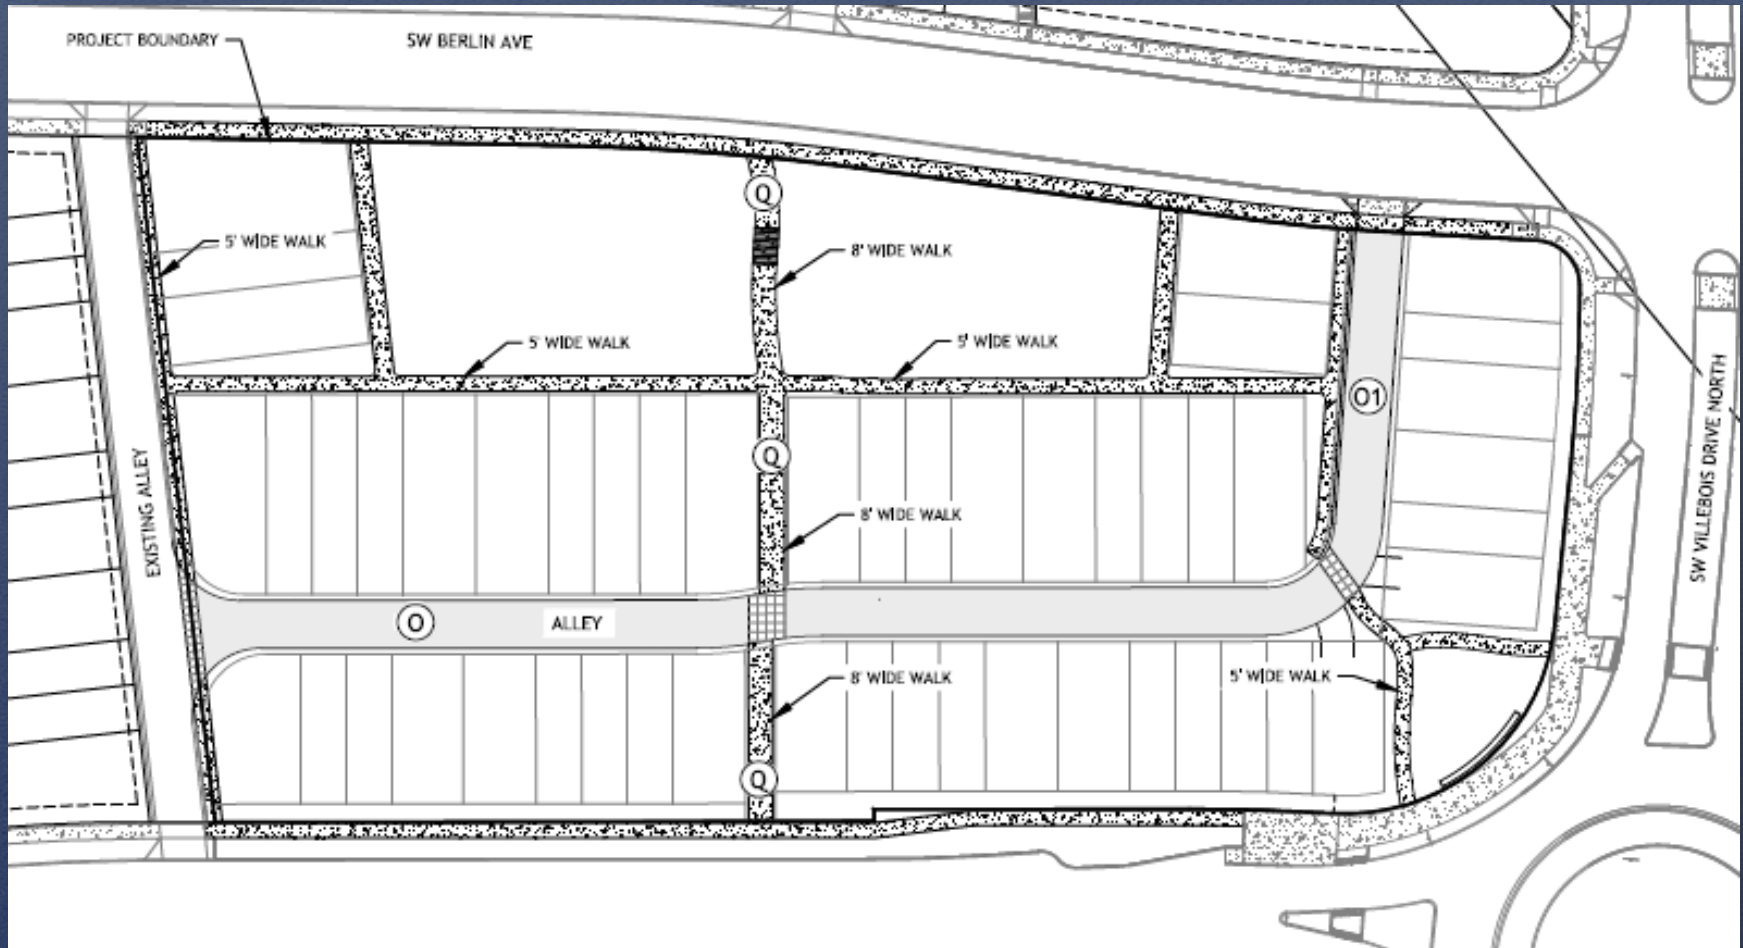 PROJECT BOUNDARY
SW BERLIN AVE
Q
5' WIDE WALK
8' WIDE WALK
5' WIDE WALK
5' WIDE WALK
O1
SW VILLEBOIS DRIVE NORTH
Q
EXISTING ALLEY
8' WIDE WALK
O
ALLEY
8' WIDE WALK
5' WIDE WALK
Q